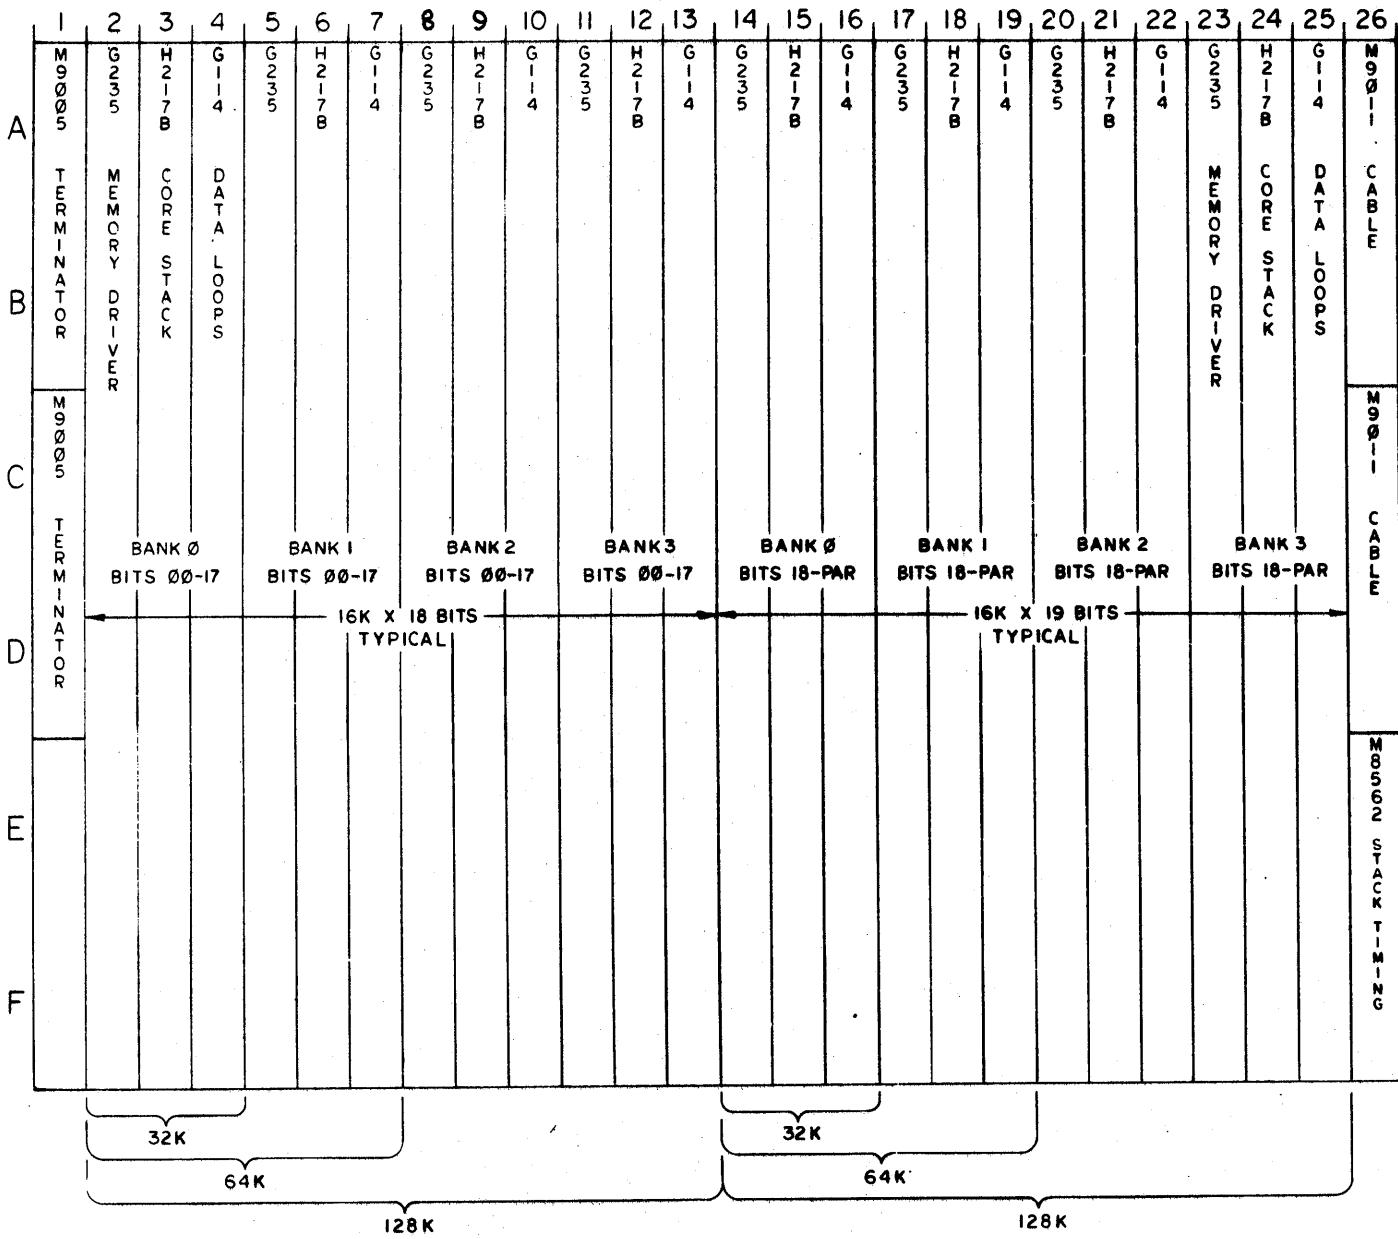 1 2 3 4 5 6 7 8 9 10 11 12 13 14 15 16 17 18 19 20 21 22 23 24 25 26
A
B
C
D
E
F
M9ØØ5 TERMINATOR
M9ØØ5 TERMINATOR
G235 MEMORY DRIVER
H217B CORE STACK
G114 DATA LOOPS
G235
H217B
G114
G235
H217B
G114
G235
H217B
G114
G235
H217B
G114
G235
H217B
G114
G235
H217B
G114
G235 MEMORY DRIVER
H217B CORE STACK
G114 DATA LOOPS
M9Ø11 CABLE
M9Ø11 CABLE
M8562 STACK TIMING
BANK Ø BANK 1 BANK 2 BANK 3 BANK Ø BANK 1 BANK 2 BANK 3
BITS ØØ-17 BITS ØØ-17 BITS ØØ-17 BITS ØØ-17 BITS 18-PAR BITS 18-PAR BITS 18-PAR BITS 18-PAR
16K X 18 BITS 16K X 19 BITS
TYPICAL TYPICAL
32K 32K
64K 64K
128K 128K